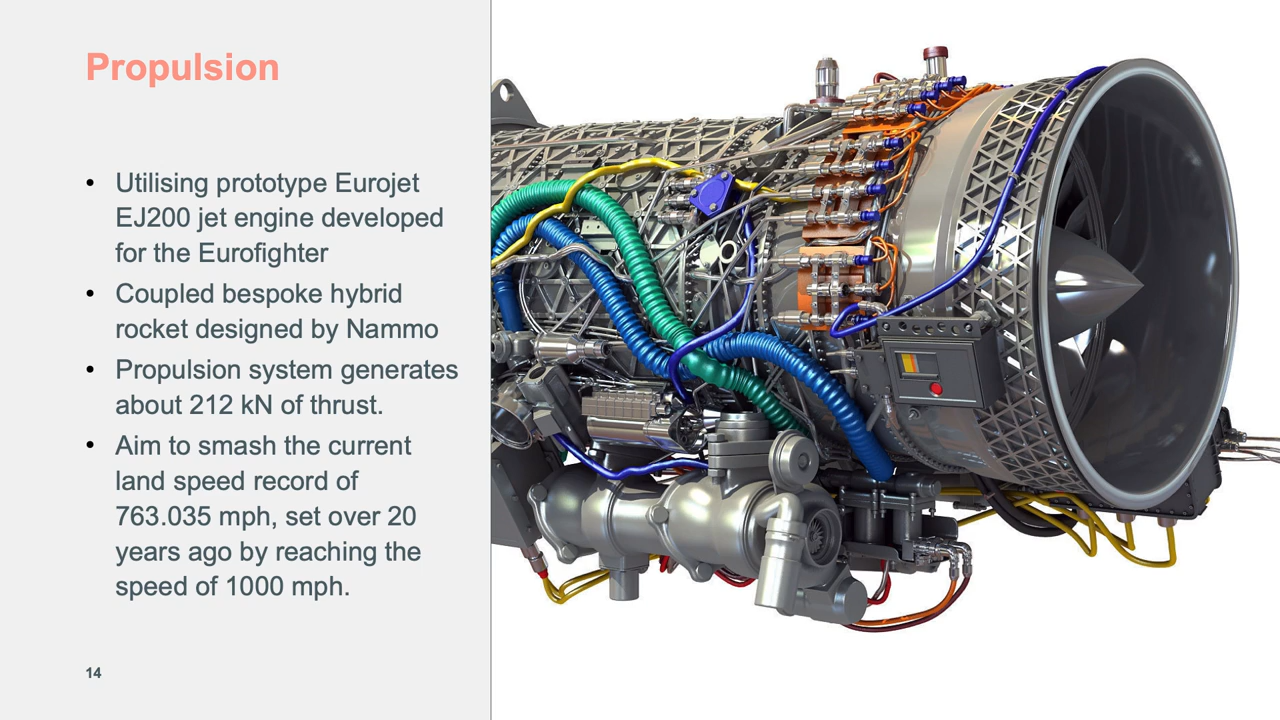 Propulsion
• Utilising prototype Eurojet
EJ200 jet engine developed
for the Eurofighter
• Coupled bespoke hybrid
rocket designed by Nammo
• Propulsion system generates
about 212 kN of thrust.
• Aim to smash the current
land speed record of
763.035 mph, set over 20
years ago by reaching the
speed of 1000 mph.
14